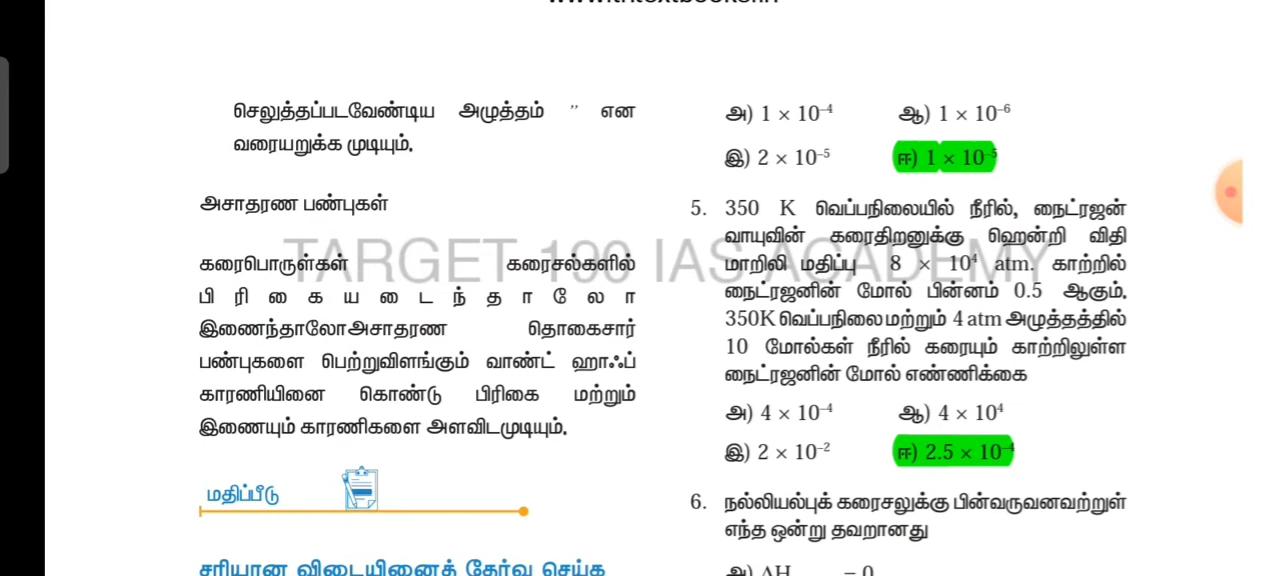 செலுத்தப்படவேண்டிய அழுத்தம் ” என
வரையறுக்க முடியும்.
அசாதரண பண்புகள்
கரைபொருள்கள் கரைசல்களில்
பிரிகையடைந்தாலோ
இணைந்தாலோஅசாதரண தொகைசார்
பண்புகளை பெற்றுவிளங்கும் வாண்ட் ஹாஃப்
காரணியினை கொண்டு பிரிகை மற்றும்
இணையும் காரணிகளை அளவிடமுடியும்.
மதிப்பீடு
சரியான விடையினைத் தேர்வு செய்க
அ) 1 × 10⁻⁴ ஆ) 1 × 10⁻⁶
இ) 2 × 10⁻⁵ ஈ) 1 × 10⁻⁵
5. 350 K வெப்பநிலையில் நீரில், நைட்ரஜன்
வாயுவின் கரைதிறனுக்கு ஹென்றி விதி
மாறிலி மதிப்பு 8 × 10⁴ atm. காற்றில்
நைட்ரஜனின் மோல் பின்னம் 0.5 ஆகும்.
350K வெப்பநிலை மற்றும் 4 atm அழுத்தத்தில்
10 மோல்கள் நீரில் கரையும் காற்றிலுள்ள
நைட்ரஜனின் மோல் எண்ணிக்கை
அ) 4 × 10⁻⁴ ஆ) 4 × 10⁴
இ) 2 × 10⁻² ஈ) 2.5 × 10⁻⁴
6. நல்லியல்புக் கரைசலுக்கு பின்வருவனவற்றுள்
எந்த ஒன்று தவறானது
அ) ΔH = 0
TARGET 100 IAS ACADEMY